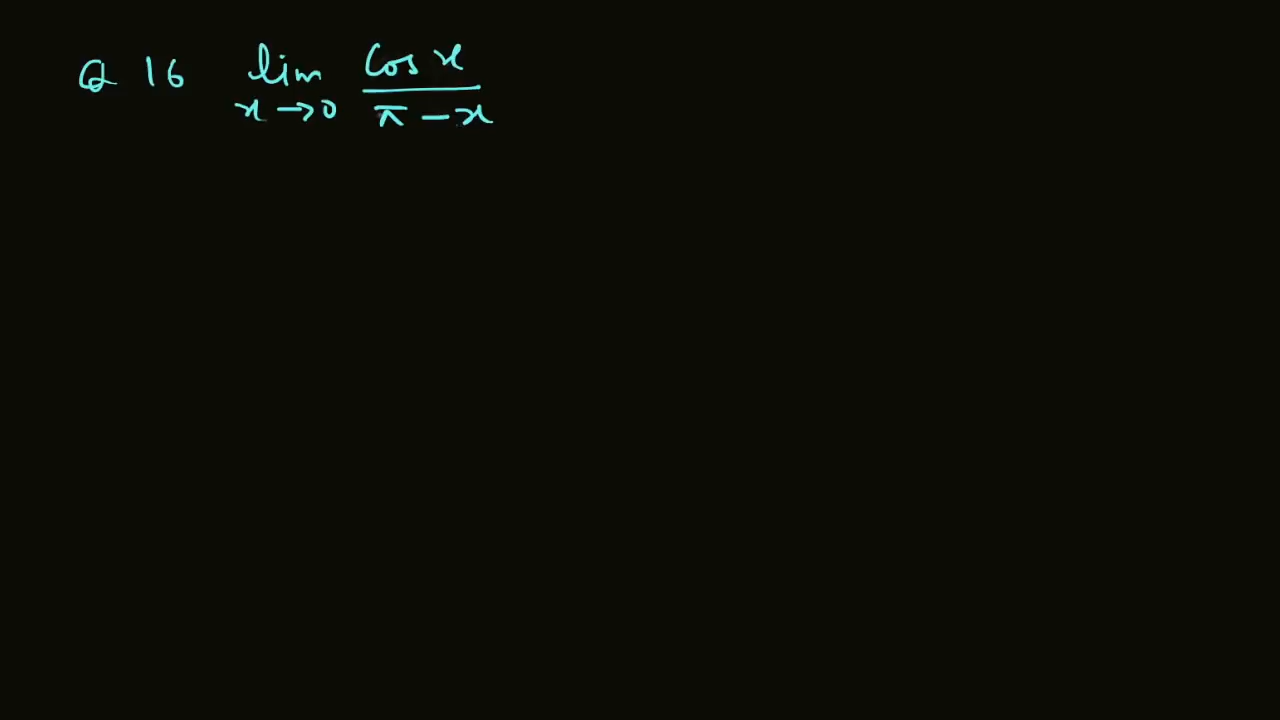 Q 16 lim cos x
x→0 π − x